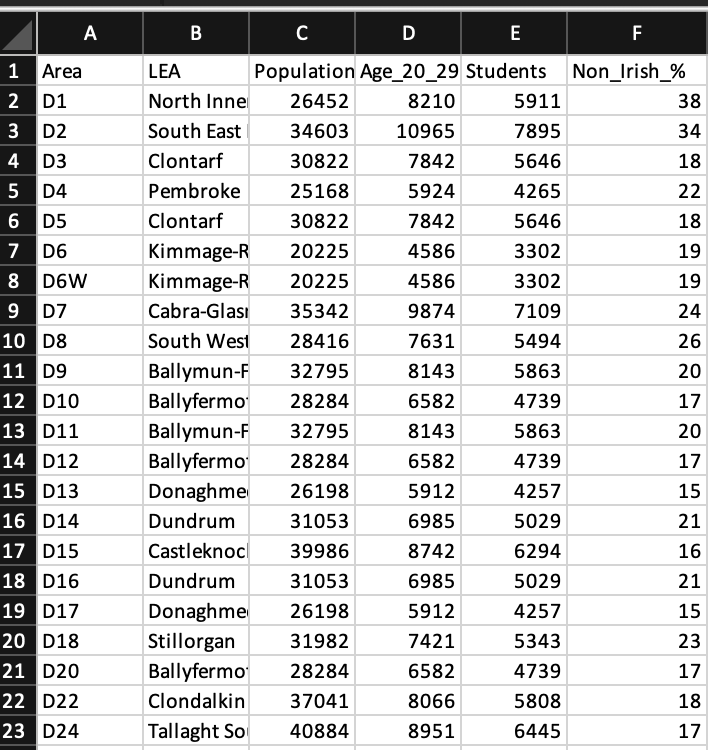 A B C D E F
1 Area LEA Population Age_20_29 Students Non_Irish_%
2 D1 North Inne 26452 8210 5911 38
3 D2 South East 34603 10965 7895 34
4 D3 Clontarf 30822 7842 5646 18
5 D4 Pembroke 25168 5924 4265 22
6 D5 Clontarf 30822 7842 5646 18
7 D6 Kimmage-R 20225 4586 3302 19
8 D6W Kimmage-R 20225 4586 3302 19
9 D7 Cabra-Glas 35342 9874 7109 24
10 D8 South West 28416 7631 5494 26
11 D9 Ballymun-F 32795 8143 5863 20
12 D10 Ballyfermo 28284 6582 4739 17
13 D11 Ballymun-F 32795 8143 5863 20
14 D12 Ballyfermo 28284 6582 4739 17
15 D13 Donaghme 26198 5912 4257 15
16 D14 Dundrum 31053 6985 5029 21
17 D15 Castleknoc 39986 8742 6294 16
18 D16 Dundrum 31053 6985 5029 21
19 D17 Donaghme 26198 5912 4257 15
20 D18 Stillorgan 31982 7421 5343 23
21 D20 Ballyfermo 28284 6582 4739 17
22 D22 Clondalkin 37041 8066 5808 18
23 D24 Tallaght So 40884 8951 6445 17